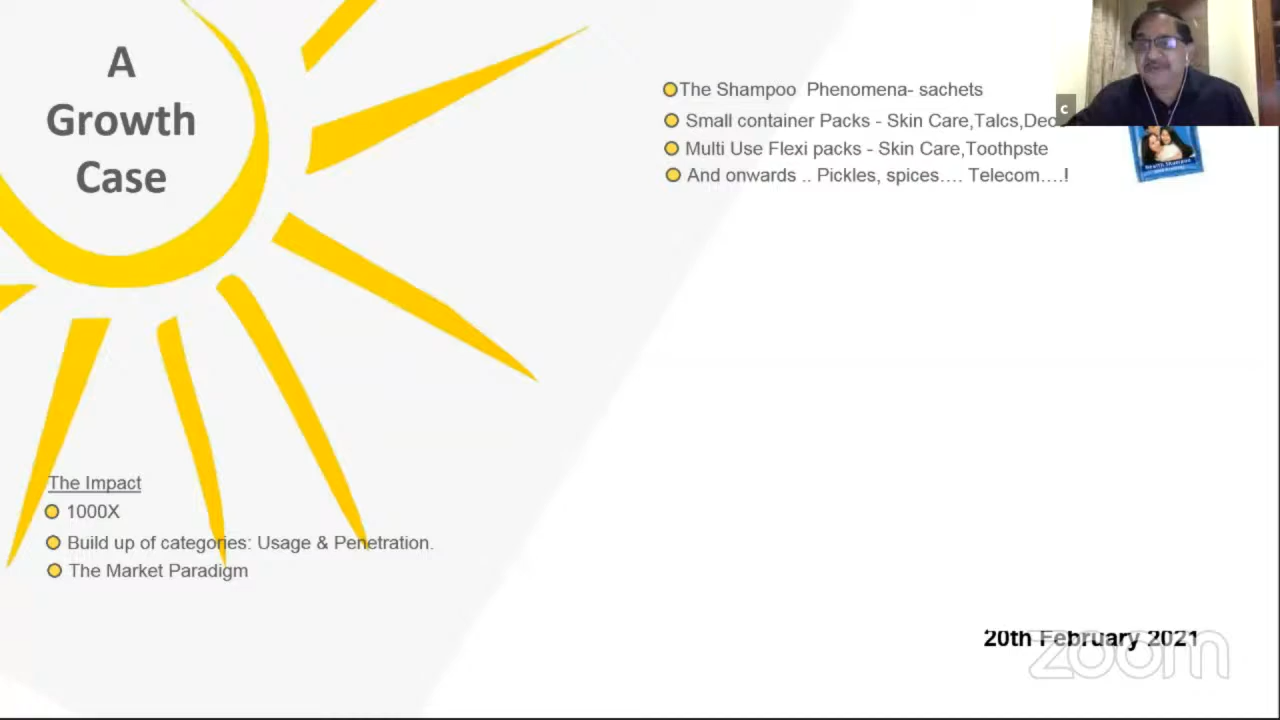 A
Growth
Case
The Shampoo Phenomena- sachets
Small container Packs - Skin Care,Talcs,Deo
Multi Use Flexi packs - Skin Care,Toothpste
And onwards .. Pickles, spices…. Telecom….!
C
Health Shampoo
The Impact
1000X
Build up of categories: Usage & Penetration.
The Market Paradigm
20th February 2021
zoom